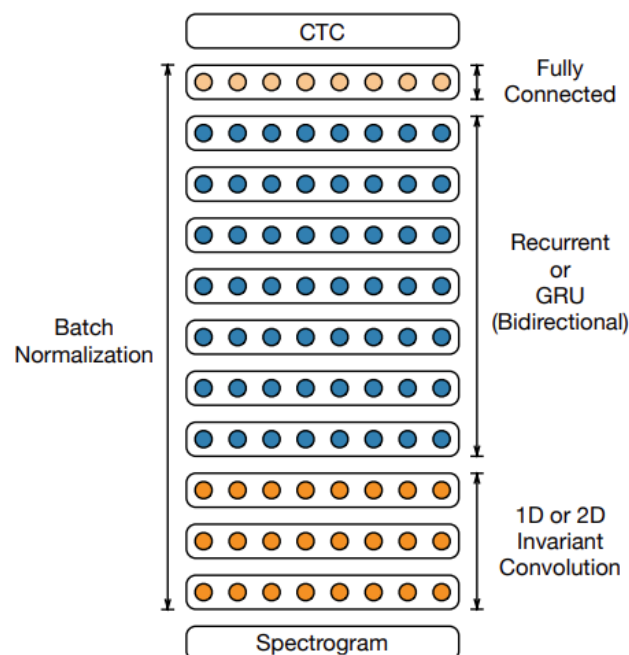 CTC
Fully
Connected
Recurrent
or
GRU
(Bidirectional)
Batch
Normalization
1D or 2D
Invariant
Convolution
Spectrogram